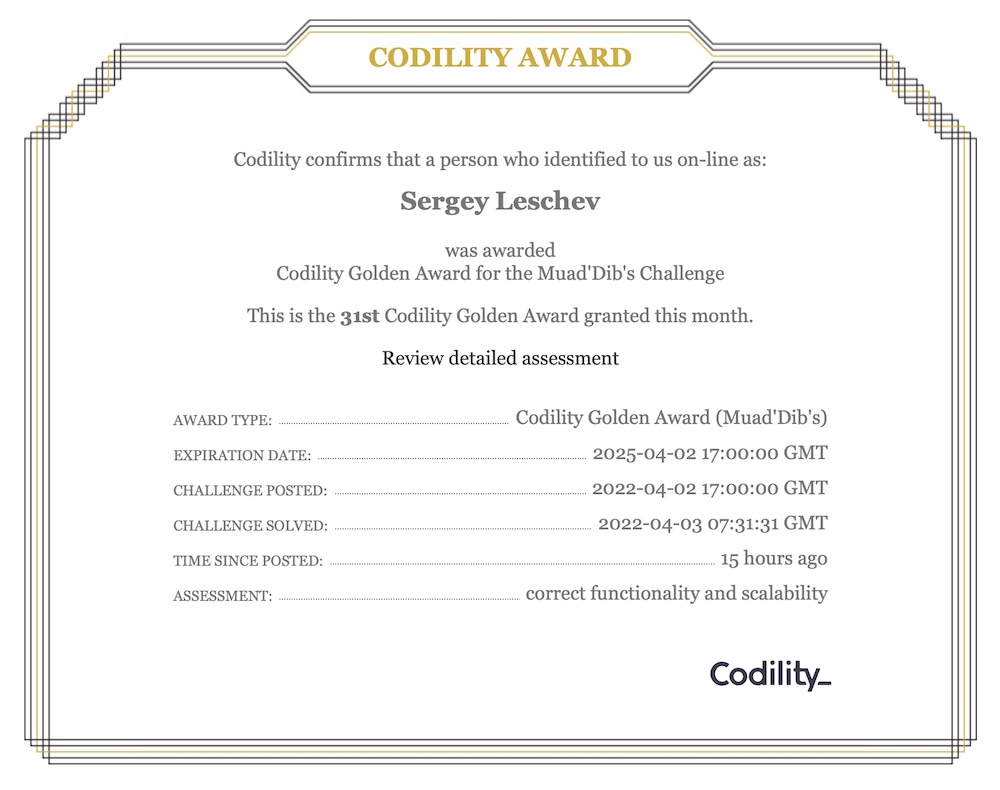 CODILITY AWARD
Codility confirms that a person who identified to us on-line as:
Sergey Leschev
was awarded
Codility Golden Award for the Muad'Dib's Challenge
This is the 31st Codility Golden Award granted this month.
Review detailed assessment
AWARD TYPE: Codility Golden Award (Muad'Dib's)
EXPIRATION DATE: 2025-04-02 17:00:00 GMT
CHALLENGE POSTED: 2022-04-02 17:00:00 GMT
CHALLENGE SOLVED: 2022-04-03 07:31:31 GMT
TIME SINCE POSTED: 15 hours ago
ASSESSMENT: correct functionality and scalability
Codility_